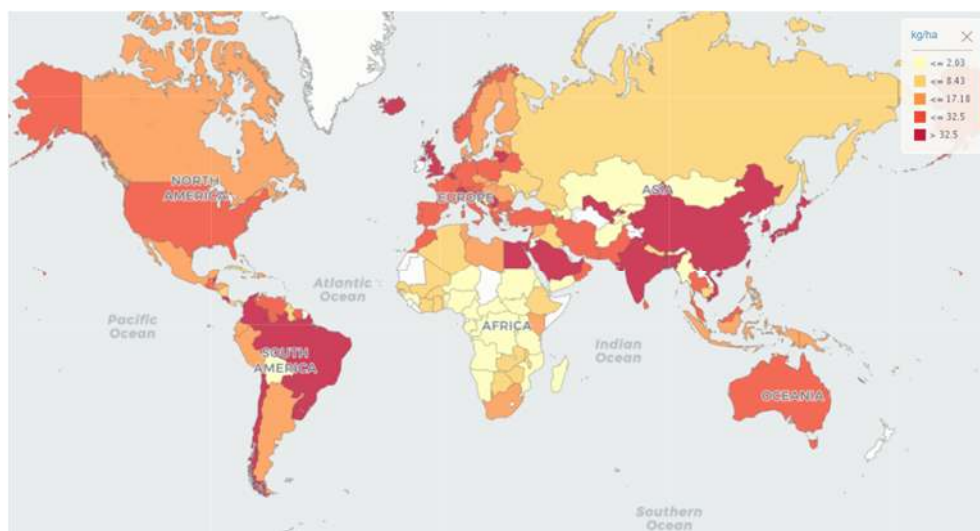 kg/ha
<= 2.03
<= 8.43
<= 17.18
<= 32.5
> 32.5
NORTH
AMERICA
EUROPE
ASIA
Atlantic
Ocean
Pacific
Ocean
AFRICA
Indian
Ocean
SOUTH
AMERICA
OCEANIA
Southern
Ocean